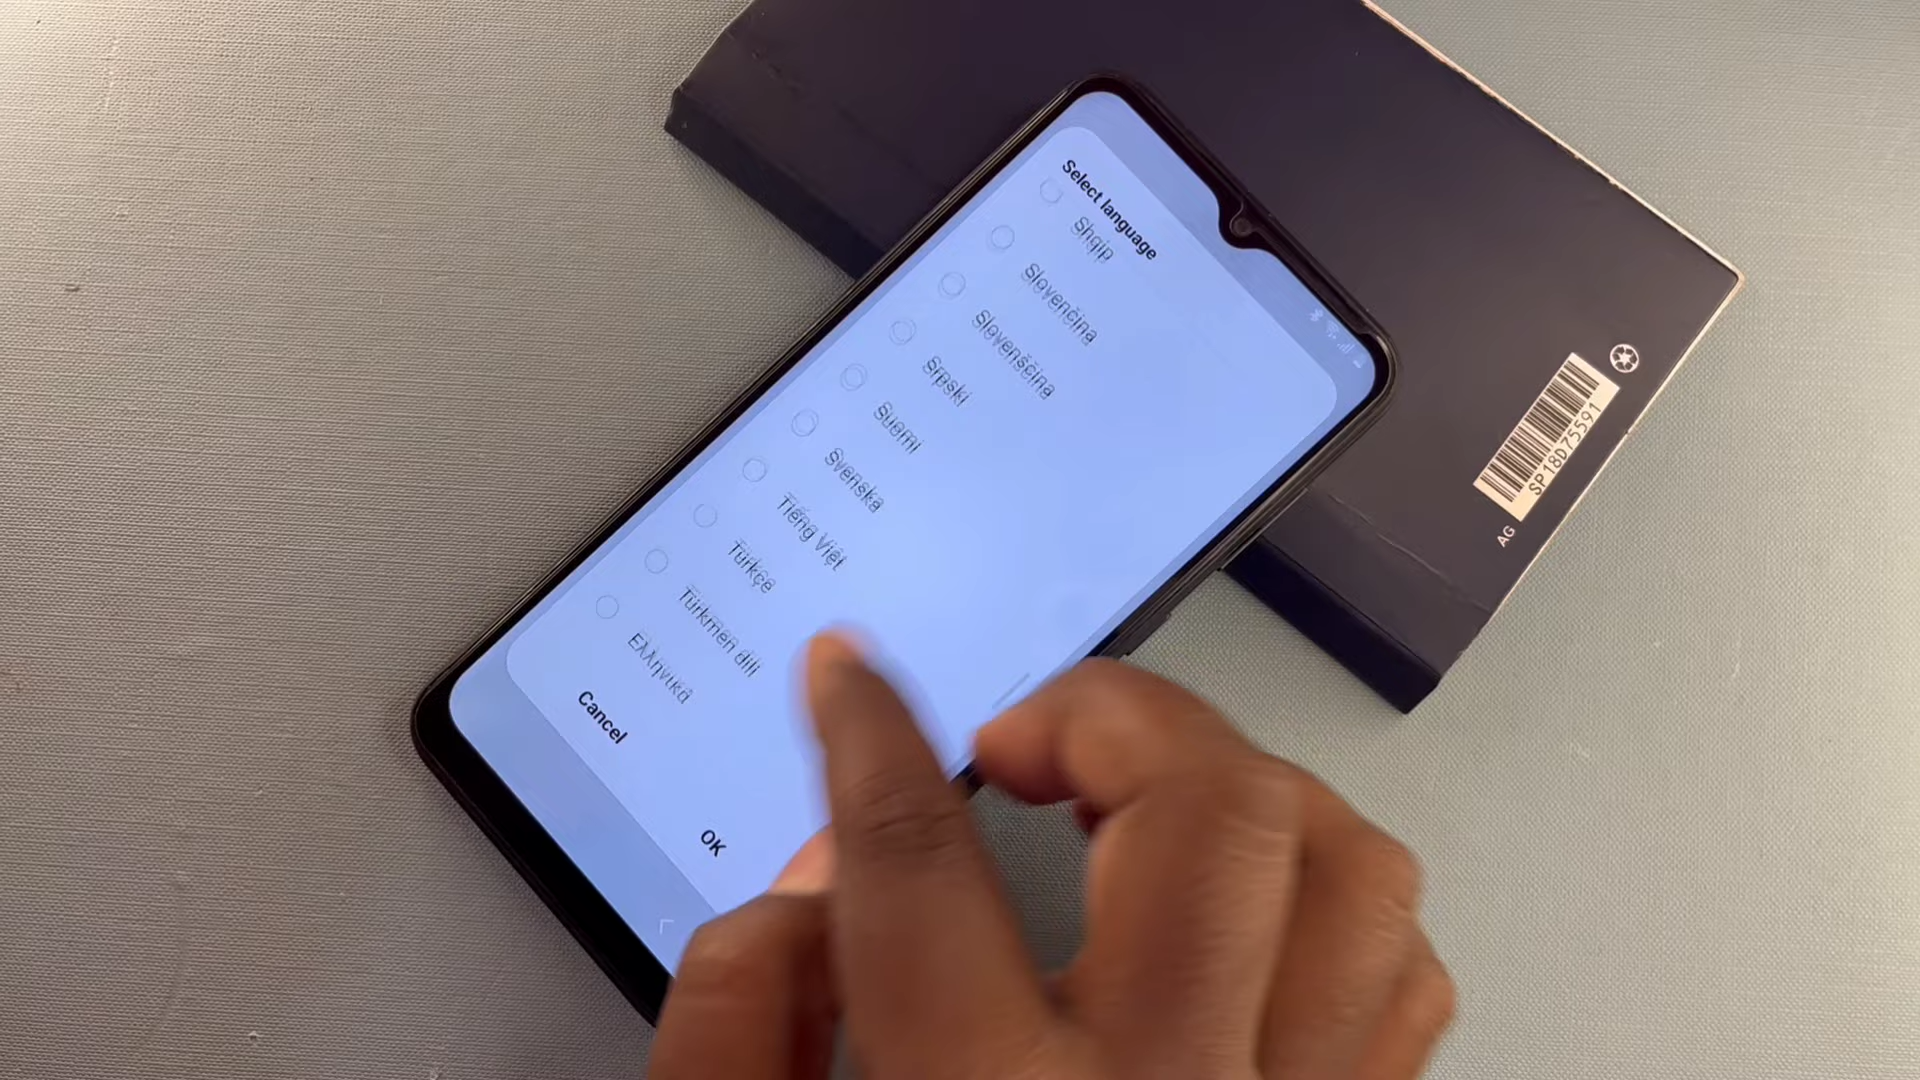 Select language
Shqip
Slovenčina
Slovenščina
Srpski
Suomi
Svenska
Tiếng Việt
Türkçe
Türkmen dili
Ελληνικά
Cancel
OK
SP18D75591
AG